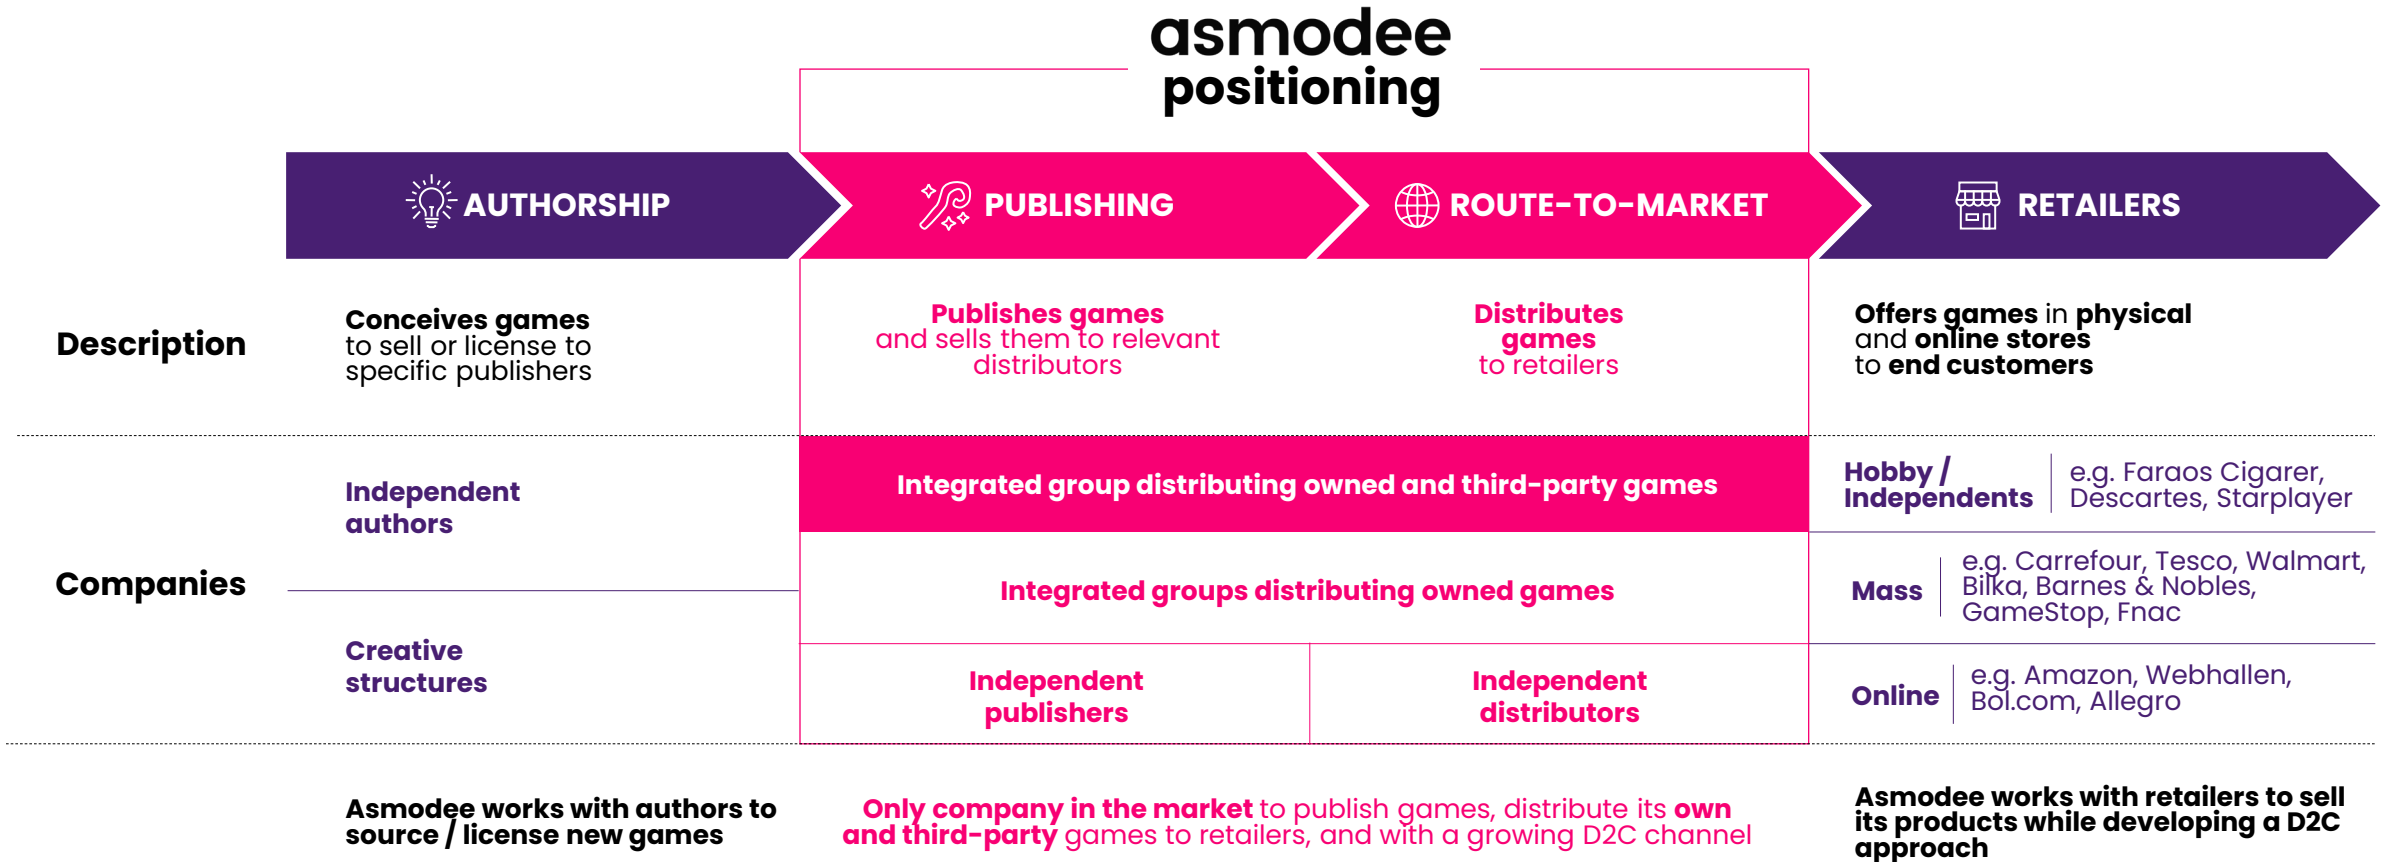 asmodee
positioning
AUTHORSHIP
PUBLISHING
ROUTE-TO-MARKET
RETAILERS
Description
Conceives games
to sell or license to
specific publishers
Publishes games
and sells them to relevant
distributors
Distributes
games
to retailers
Offers games in physical
and online stores
to end customers
Companies
Independent
authors
Creative
structures
Integrated group distributing owned and third-party games
Integrated groups distributing owned games
Independent
publishers
Independent
distributors
Hobby /
Independents
e.g. Faraos Cigarer,
Descartes, Starplayer
Mass
e.g. Carrefour, Tesco, Walmart,
Bilka, Barnes & Nobles,
GameStop, Fnac
Online
e.g. Amazon, Webhallen,
Bol.com, Allegro
Asmodee works with authors to
source / license new games
Only company in the market to publish games, distribute its own
and third-party games to retailers, and with a growing D2C channel
Asmodee works with retailers to sell
its products while developing a D2C
approach